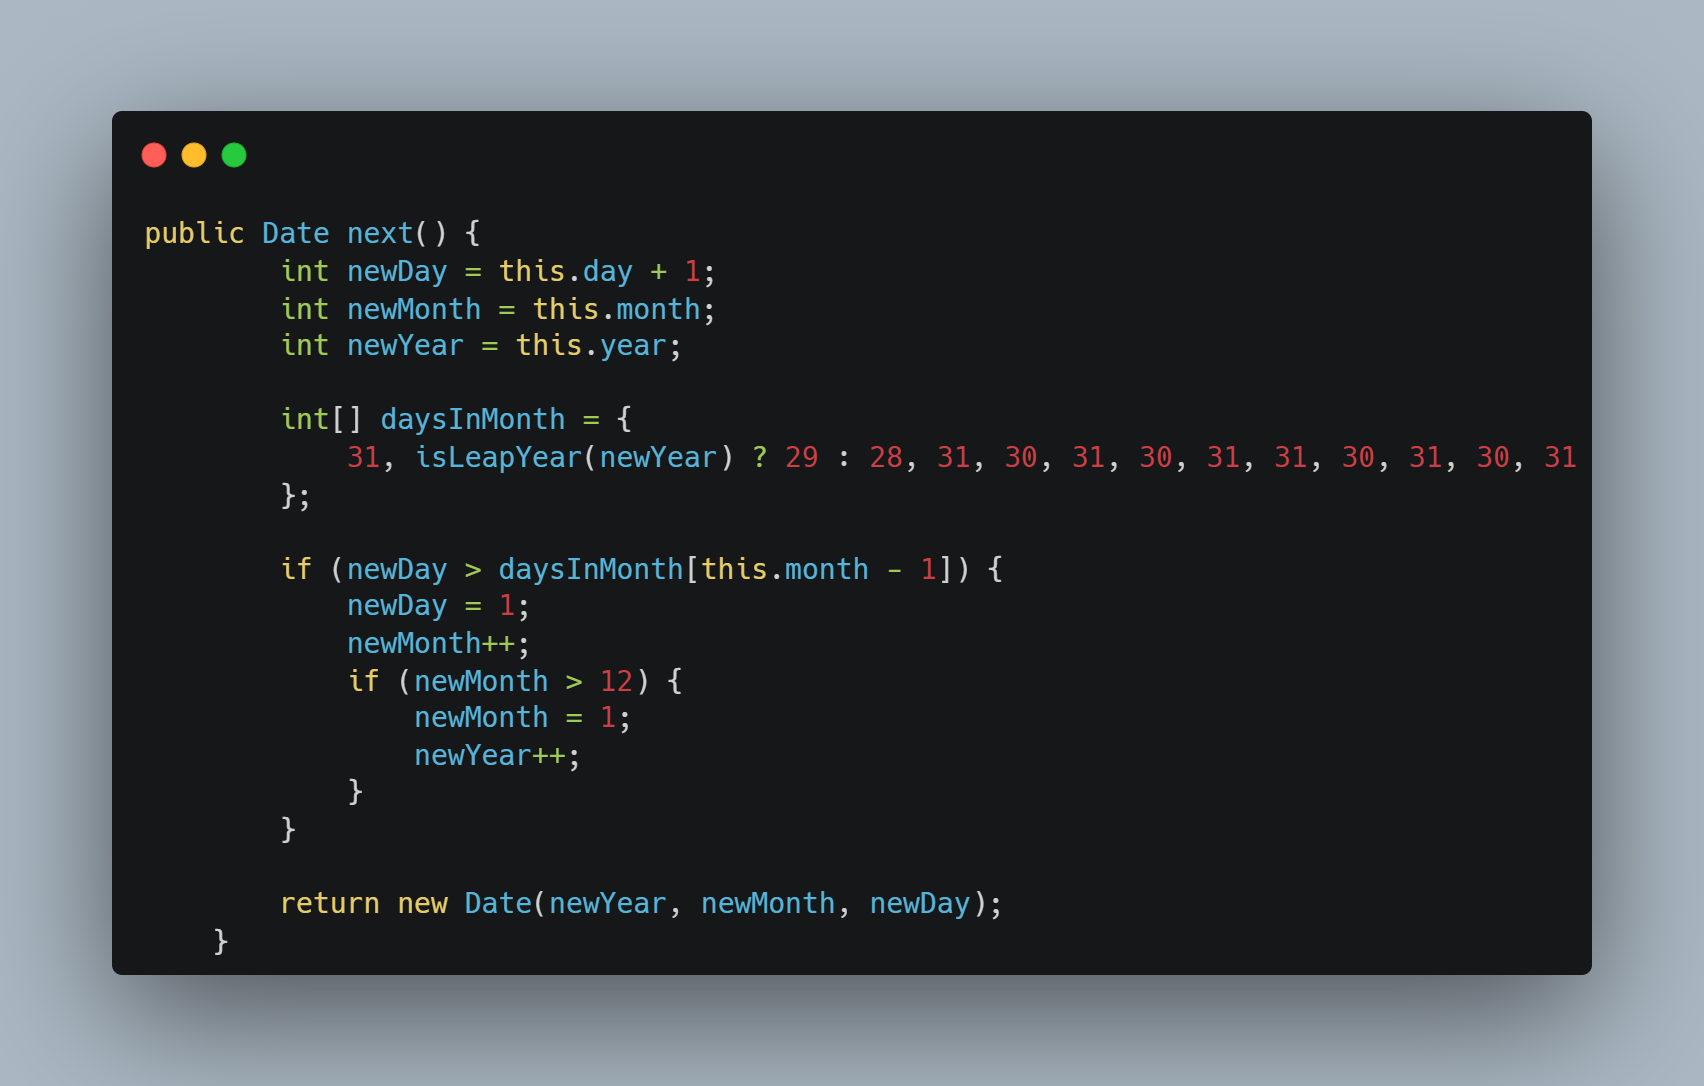 public Date next() {
        int newDay = this.day + 1;
        int newMonth = this.month;
        int newYear = this.year;

        int[] daysInMonth = {
            31, isLeapYear(newYear) ? 29 : 28, 31, 30, 31, 30, 31, 31, 30, 31, 30, 31
        };

        if (newDay > daysInMonth[this.month - 1]) {
            newDay = 1;
            newMonth++;
            if (newMonth > 12) {
                newMonth = 1;
                newYear++;
            }
        }

        return new Date(newYear, newMonth, newDay);
    }